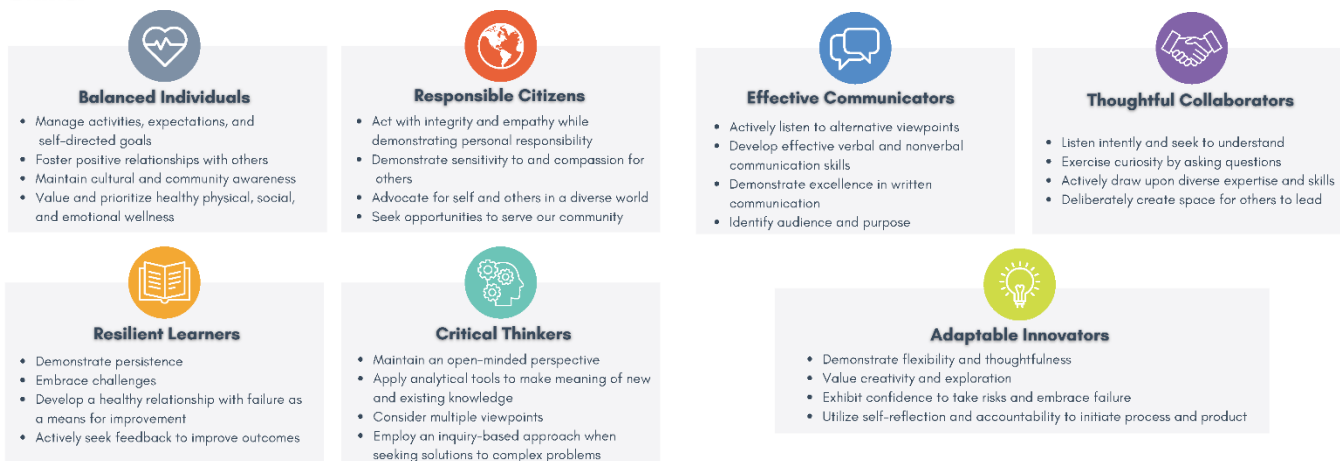 Balanced Individuals
• Manage activities, expectations, and
self-directed goals
• Foster positive relationships with others
• Maintain cultural and community awareness
• Value and prioritize healthy physical, social,
and emotional wellness
Responsible Citizens
• Act with integrity and empathy while
demonstrating personal responsibility
• Demonstrate sensitivity to and compassion for
others
• Advocate for self and others in a diverse world
• Seek opportunities to serve our community
Effective Communicators
• Actively listen to alternative viewpoints
• Develop effective verbal and nonverbal
communication skills
• Demonstrate excellence in written
communication
• Identify audience and purpose
Thoughtful Collaborators
• Listen intently and seek to understand
• Exercise curiosity by asking questions
• Actively draw upon diverse expertise and skills
• Deliberately create space for others to lead
Resilient Learners
• Demonstrate persistence
• Embrace challenges
• Develop a healthy relationship with failure as
a means for improvement
• Actively seek feedback to improve outcomes
Critical Thinkers
• Maintain an open-minded perspective
• Apply analytical tools to make meaning of new
and existing knowledge
• Consider multiple viewpoints
• Employ an inquiry-based approach when
seeking solutions to complex problems
Adaptable Innovators
• Demonstrate flexibility and thoughtfulness
• Value creativity and exploration
• Exhibit confidence to take risks and embrace failure
• Utilize self-reflection and accountability to initiate process and product